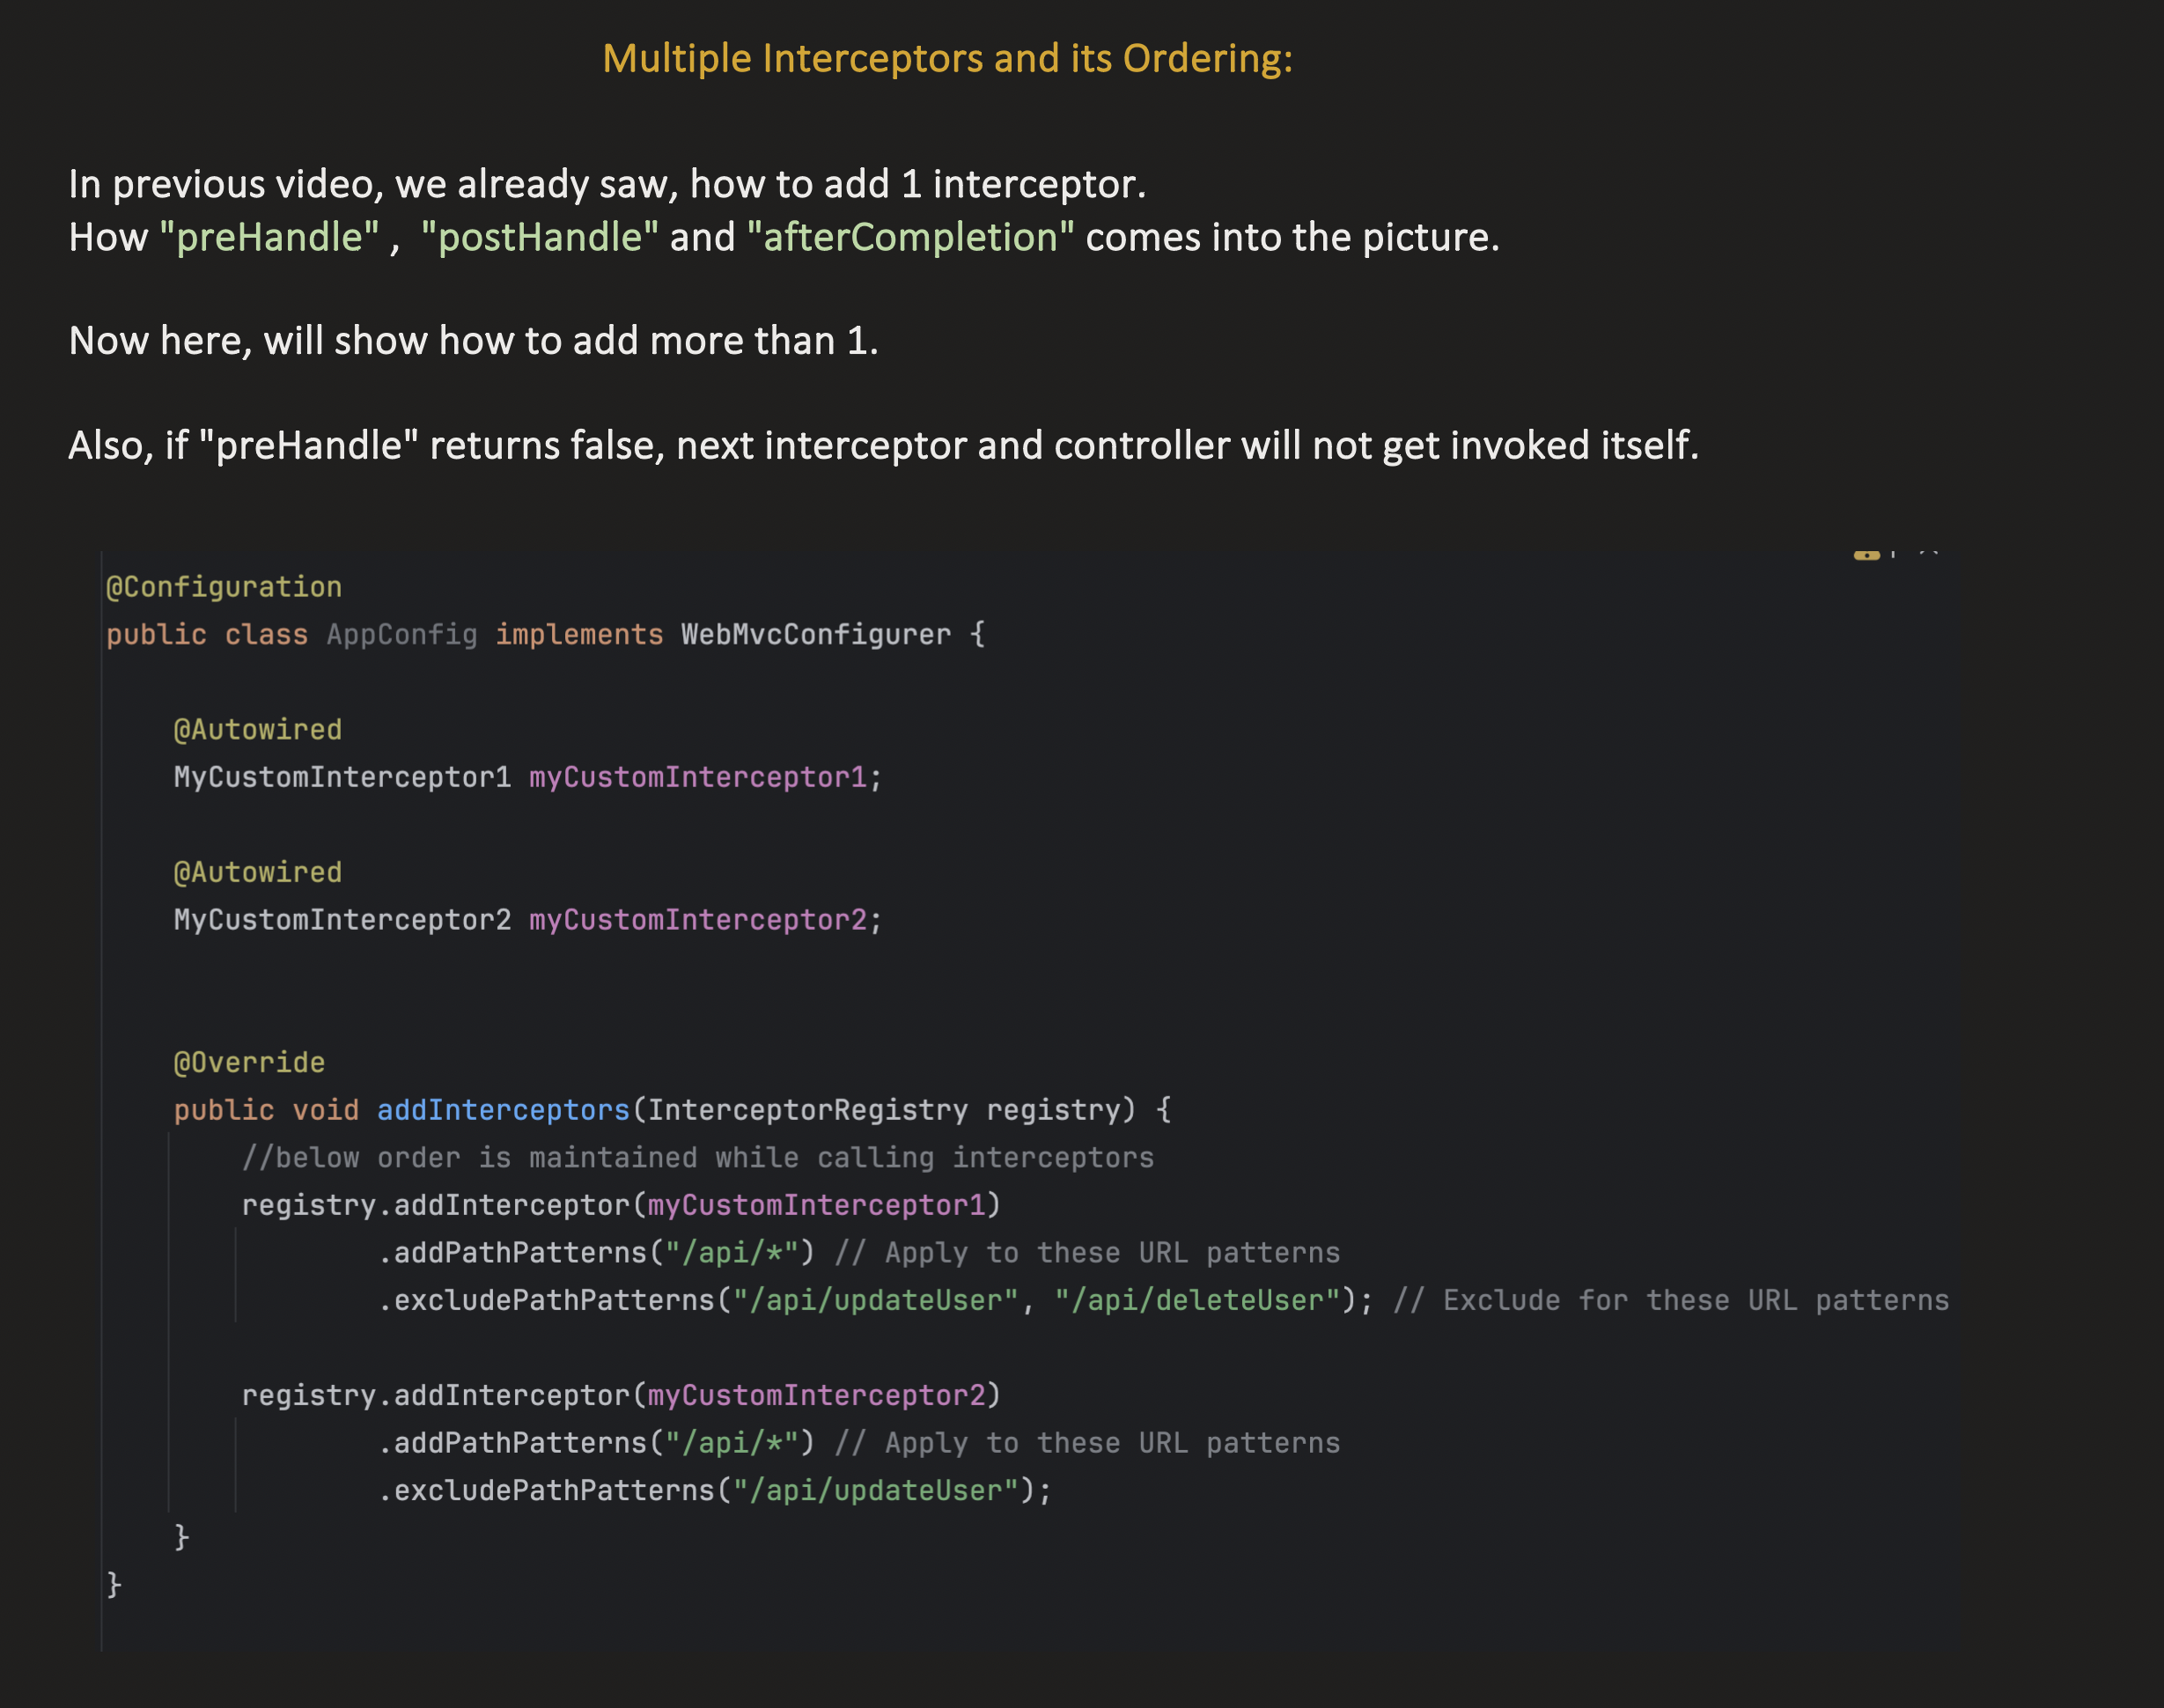 Multiple Interceptors and its Ordering:
In previous video, we already saw, how to add 1 interceptor.
How "preHandle" ,  "postHandle" and "afterCompletion" comes into the picture.
Now here, will show how to add more than 1.
Also, if "preHandle" returns false, next interceptor and controller will not get invoked itself.
@Configuration
public class AppConfig implements WebMvcConfigurer {
@Autowired
MyCustomInterceptor1 myCustomInterceptor1;
@Autowired
MyCustomInterceptor2 myCustomInterceptor2;
@Override
public void addInterceptors(InterceptorRegistry registry) {
//below order is maintained while calling interceptors
registry.addInterceptor(myCustomInterceptor1)
.addPathPatterns("/api/*") // Apply to these URL patterns
.excludePathPatterns("/api/updateUser", "/api/deleteUser"); // Exclude for these URL patterns
registry.addInterceptor(myCustomInterceptor2)
.addPathPatterns("/api/*") // Apply to these URL patterns
.excludePathPatterns("/api/updateUser");
}
}